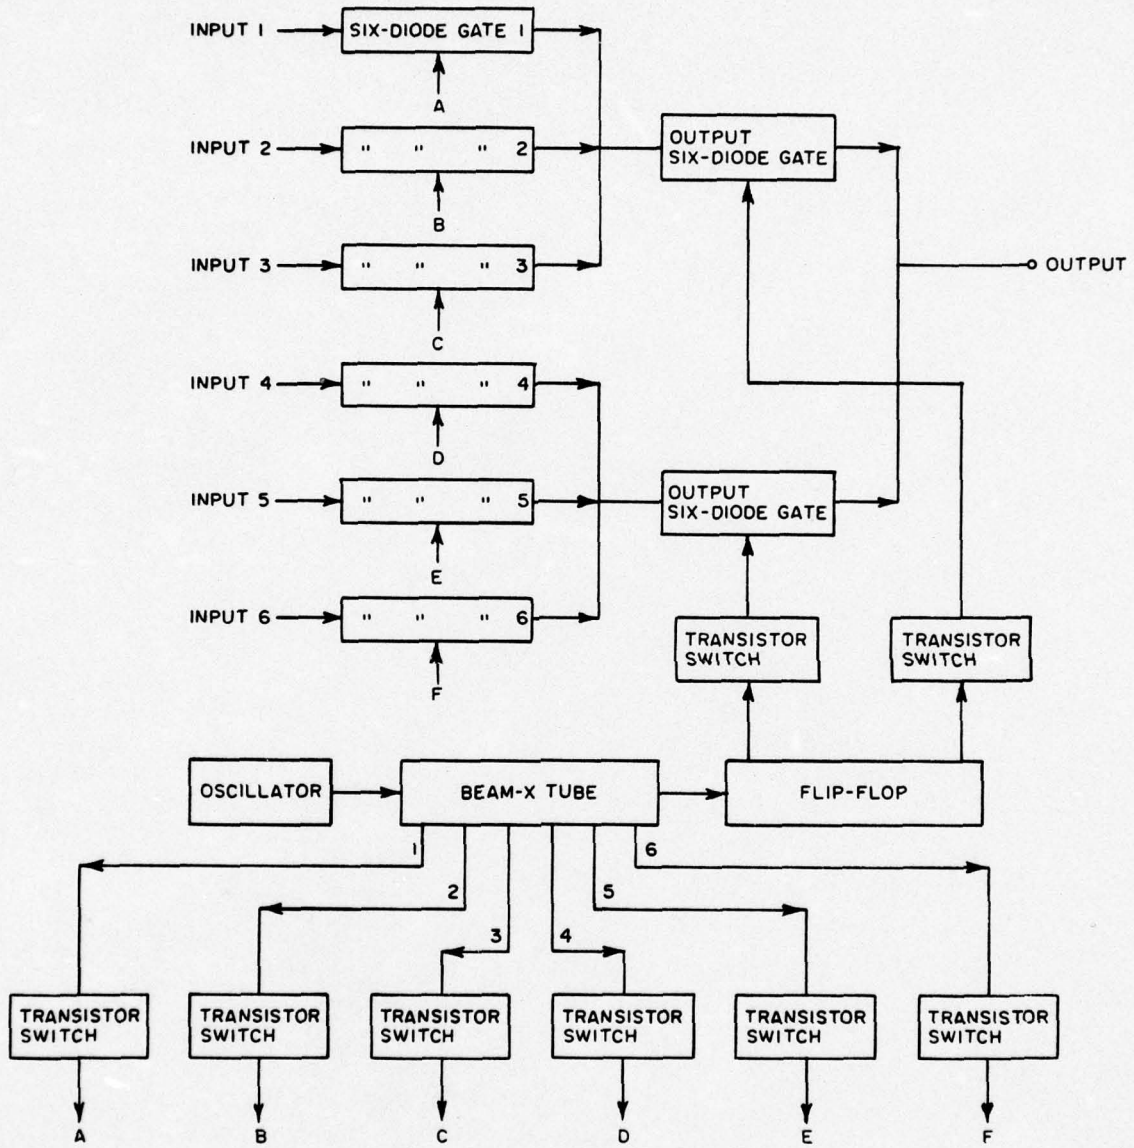 INPUT 1
SIX-DIODE GATE 1
A
INPUT 2
" " " 2
OUTPUT
SIX-DIODE GATE
B
INPUT 3
" " " 3
OUTPUT
C
INPUT 4
" " " 4
D
INPUT 5
" " " 5
OUTPUT
SIX-DIODE GATE
E
INPUT 6
" " " 6
TRANSISTOR
SWITCH
TRANSISTOR
SWITCH
F
OSCILLATOR
BEAM-X TUBE
FLIP-FLOP
1
2
3
4
5
6
TRANSISTOR
SWITCH
TRANSISTOR
SWITCH
TRANSISTOR
SWITCH
TRANSISTOR
SWITCH
TRANSISTOR
SWITCH
TRANSISTOR
SWITCH
A
B
C
D
E
F